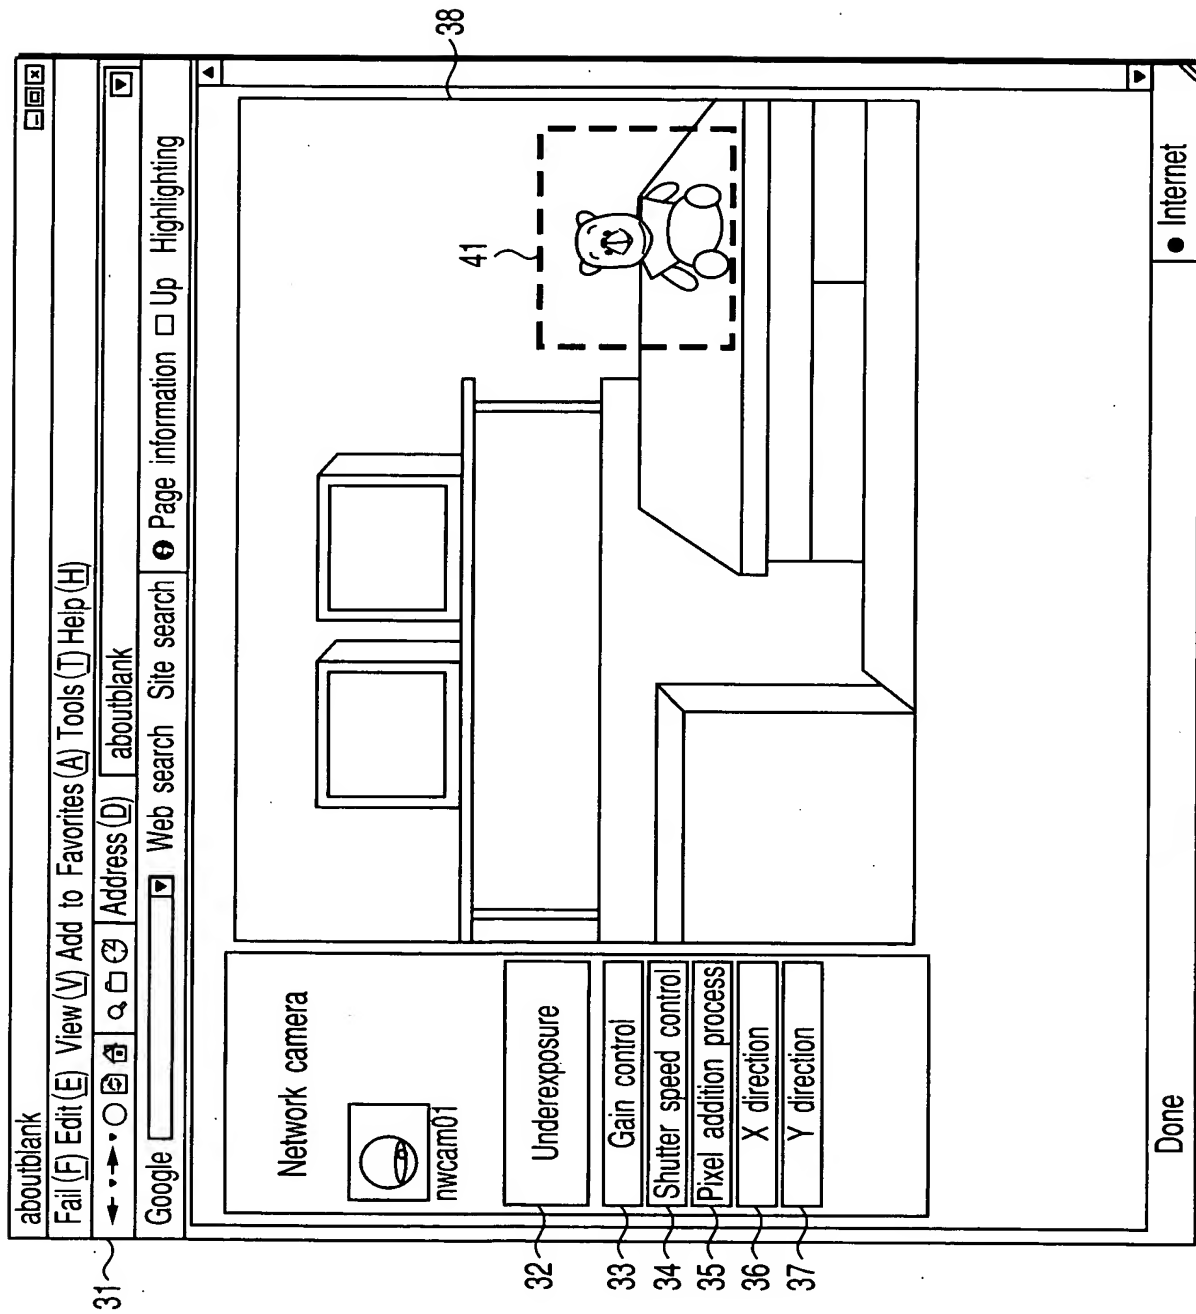 aboutblank
Fail (F) Edit (E) View (V) Add to Favorites (A) Tools (T) Help (H)
Address (D) aboutblank
Google Web search Site search Page information Up Highlighting
Network camera
nwcam01
Underexposure
Gain control
Shutter speed control
Pixel addition process
X direction
Y direction
Done
Internet
31
32
33
34
35
36
37
38
41